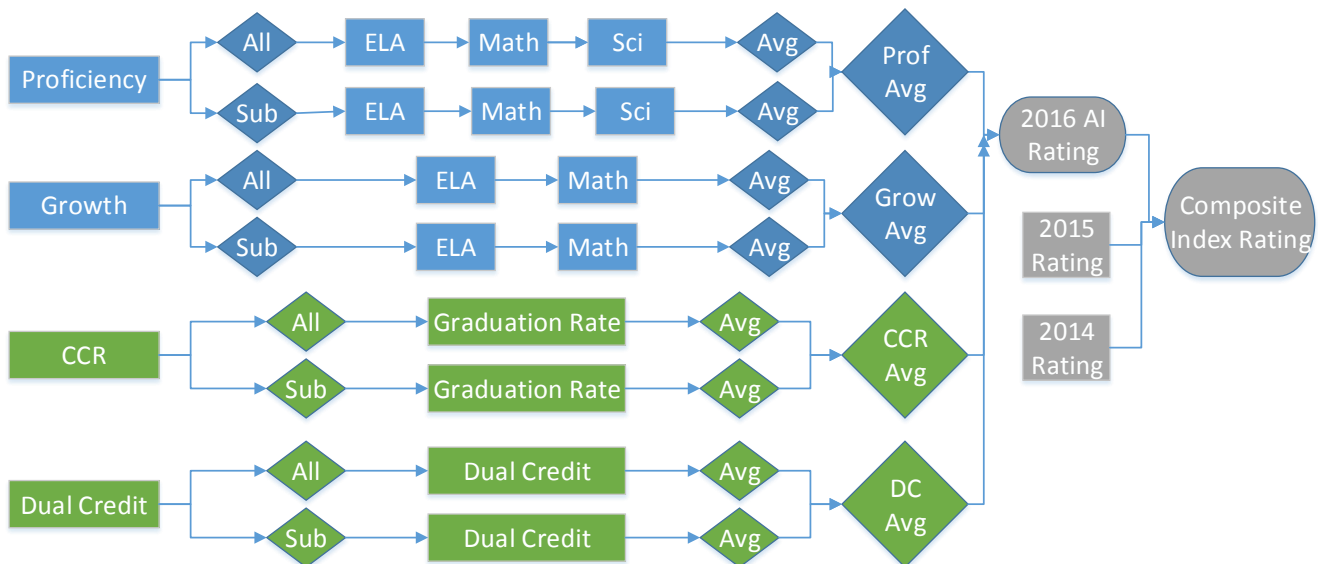 Proficiency
All
ELA
Math
Sci
Avg
Sub
ELA
Math
Sci
Avg
Prof
Avg
Growth
All
ELA
Math
Avg
Sub
ELA
Math
Avg
Grow
Avg
CCR
All
Graduation Rate
Avg
Sub
Graduation Rate
Avg
CCR
Avg
Dual Credit
All
Dual Credit
Avg
Sub
Dual Credit
Avg
DC
Avg
2016 AI
Rating
2015
Rating
2014
Rating
Composite
Index Rating